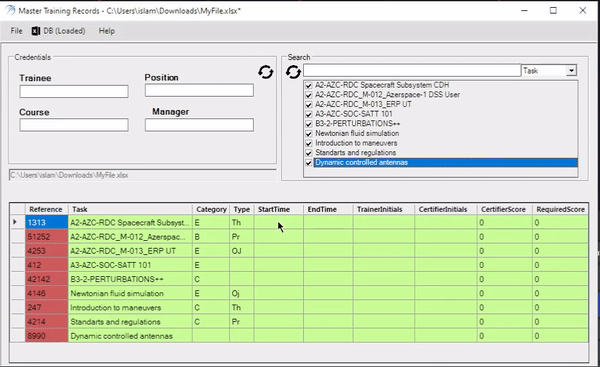 Master Training Records - C:\Users\islam\Downloads\MyFile.xlsx*
File DB (Loaded) Help
Credentials
Trainee Position
Course Manager
C:\Users\islam\Downloads\MyFile.xlsx
Search
Task
A2-AZC-RDC Spacecraft Subsystem CDH
A2-AZC-RDC_M-012_Azerspace-1 DSS User
A2-AZC-RDC_M-013_ERP UT
A3-AZC-SOC-SATT 101
B3-2-PERTURBATIONS++
Newtonian fluid simulation
Introduction to maneuvers
Standarts and regulations
Dynamic controlled antennas
Reference Task Category Type StartTime EndTime TrainerInitials CertifierInitials CertifierScore RequiredScore
1313 A2-AZC-RDC Spacecraft Subsyst... E Th 0 0
51252 A2-AZC-RDC_M-012_Azerspac... B Pr 0 0
4253 A2-AZC-RDC_M-013_ERP UT E OJ 0 0
412 A3-AZC-SOC-SATT 101 E 0 0
42142 B3-2-PERTURBATIONS++ C 0 0
4146 Newtonian fluid simulation E Oj 0 0
247 Introduction to maneuvers C Th 0 0
4214 Standarts and regulations C Pr 0 0
8990 Dynamic controlled antennas 0 0